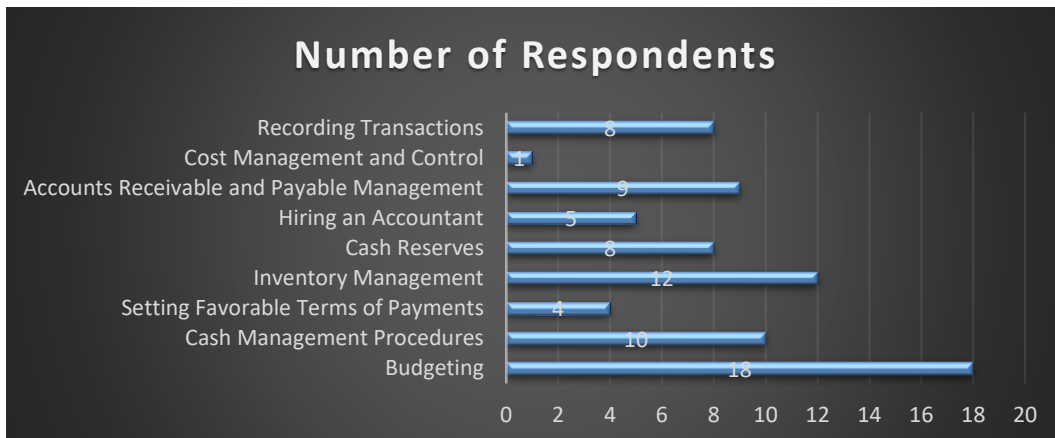 Number of Respondents
Recording Transactions 8
Cost Management and Control 1
Accounts Receivable and Payable Management 9
Hiring an Accountant 5
Cash Reserves 8
Inventory Management 12
Setting Favorable Terms of Payments 4
Cash Management Procedures 10
Budgeting 18
0 2 4 6 8 10 12 14 16 18 20